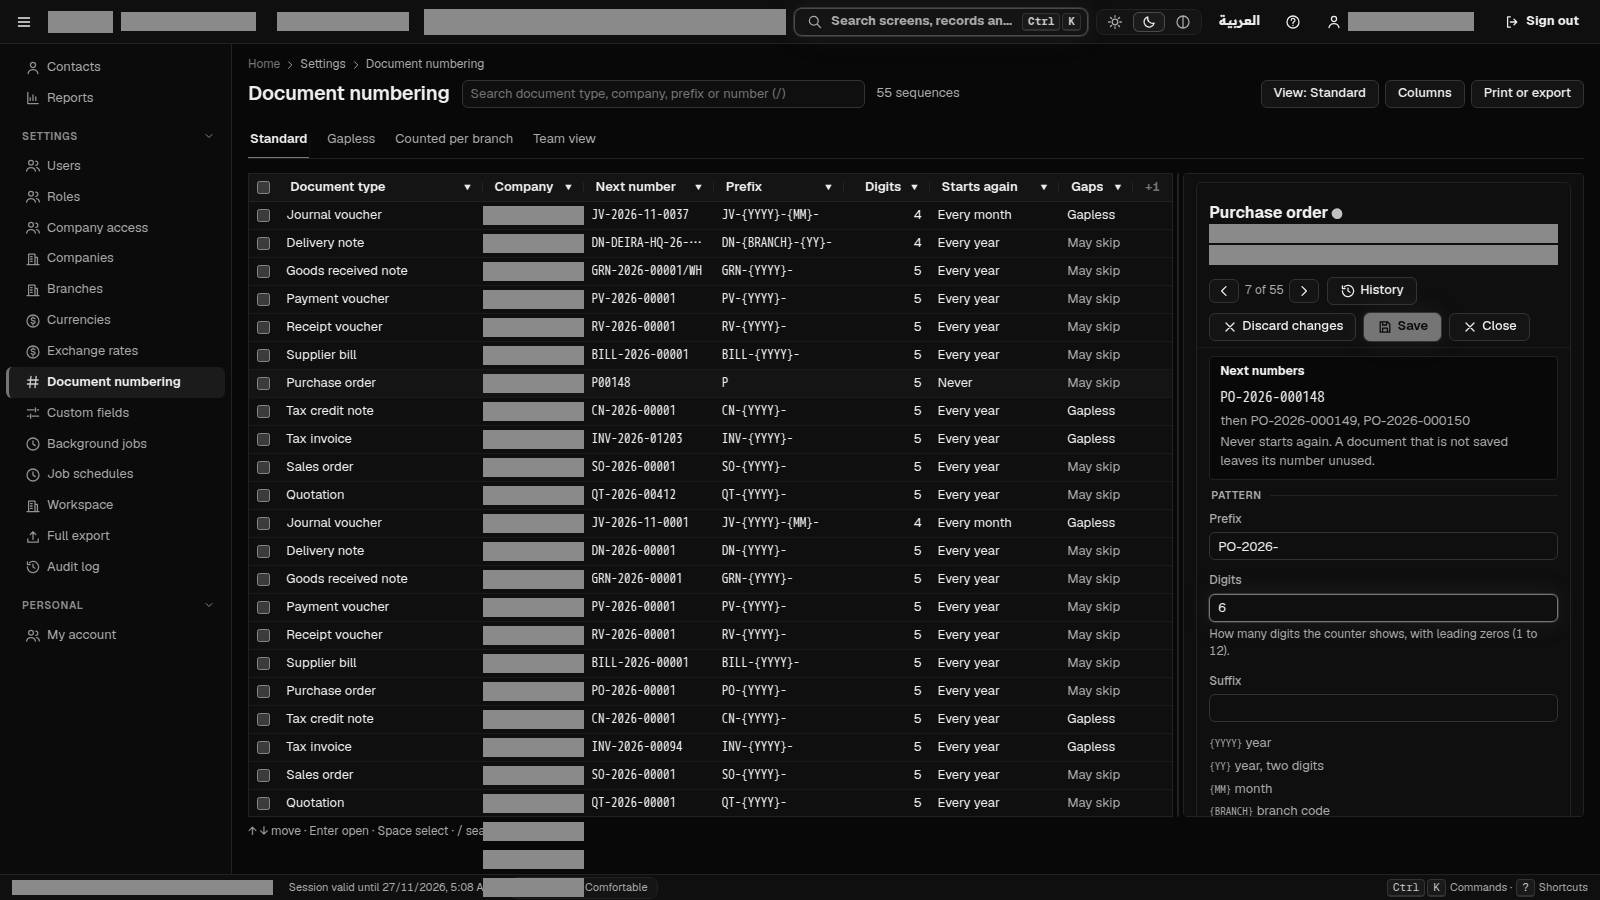 Search screens, records an... Ctrl K العربية Sign out
Contacts
Reports
SETTINGS
Users
Roles
Company access
Companies
Branches
Currencies
Exchange rates
Document numbering
Custom fields
Background jobs
Job schedules
Workspace
Full export
Audit log
PERSONAL
My account
Home > Settings > Document numbering
Document numbering Search document type, company, prefix or number (/) 55 sequences View: Standard Columns Print or export
Standard Gapless Counted per branch Team view
Document type Company Next number Prefix Digits Starts again Gaps +1
Journal voucher JV-2026-11-0037 JV-{YYYY}-{MM}- 4 Every month Gapless
Delivery note DN-DEIRA-HQ-26-... DN-{BRANCH}-{YY}- 4 Every year May skip
Goods received note GRN-2026-00001/WH GRN-{YYYY}- 5 Every year May skip
Payment voucher PV-2026-00001 PV-{YYYY}- 5 Every year May skip
Receipt voucher RV-2026-00001 RV-{YYYY}- 5 Every year May skip
Supplier bill BILL-2026-00001 BILL-{YYYY}- 5 Every year May skip
Purchase order P00148 P 5 Never May skip
Tax credit note CN-2026-00001 CN-{YYYY}- 5 Every year Gapless
Tax invoice INV-2026-01203 INV-{YYYY}- 5 Every year Gapless
Sales order SO-2026-00001 SO-{YYYY}- 5 Every year May skip
Quotation QT-2026-00412 QT-{YYYY}- 5 Every year May skip
Journal voucher JV-2026-11-0001 JV-{YYYY}-{MM}- 4 Every month Gapless
Delivery note DN-2026-00001 DN-{YYYY}- 5 Every year May skip
Goods received note GRN-2026-00001 GRN-{YYYY}- 5 Every year May skip
Payment voucher PV-2026-00001 PV-{YYYY}- 5 Every year May skip
Receipt voucher RV-2026-00001 RV-{YYYY}- 5 Every year May skip
Supplier bill BILL-2026-00001 BILL-{YYYY}- 5 Every year May skip
Purchase order PO-2026-00001 PO-{YYYY}- 5 Every year May skip
Tax credit note CN-2026-00001 CN-{YYYY}- 5 Every year Gapless
Tax invoice INV-2026-00094 INV-{YYYY}- 5 Every year Gapless
Sales order SO-2026-00001 SO-{YYYY}- 5 Every year May skip
Quotation QT-2026-00001 QT-{YYYY}- 5 Every year May skip
↑↓ move · Enter open · Space select · /
Purchase order
7 of 55 History
Discard changes Save Close
Next numbers
PO-2026-000148
then PO-2026-000149, PO-2026-000150
Never starts again. A document that is not saved
leaves its number unused.
PATTERN
Prefix
PO-2026-
Digits
6
How many digits the counter shows, with leading zeros (1 to
12).
Suffix
{YYYY} year
{YY} year, two digits
{MM} month
{BRANCH} branch code
Session valid until 27/11/2026, 5:08 Comfortable Ctrl K Commands · ? Shortcuts